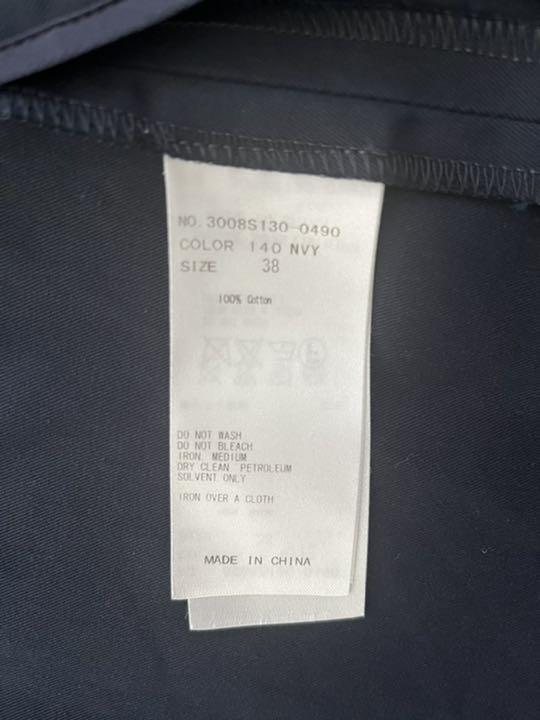 NO. 3008S130-0490
COLOR 140 NVY
SIZE 38
100% Cotton
DO NOT WASH
DO NOT BLEACH
IRON. MEDIUM
DRY CLEAN. PETROLEUM
SOLVENT ONLY
IRON OVER A CLOTH
MADE IN CHINA